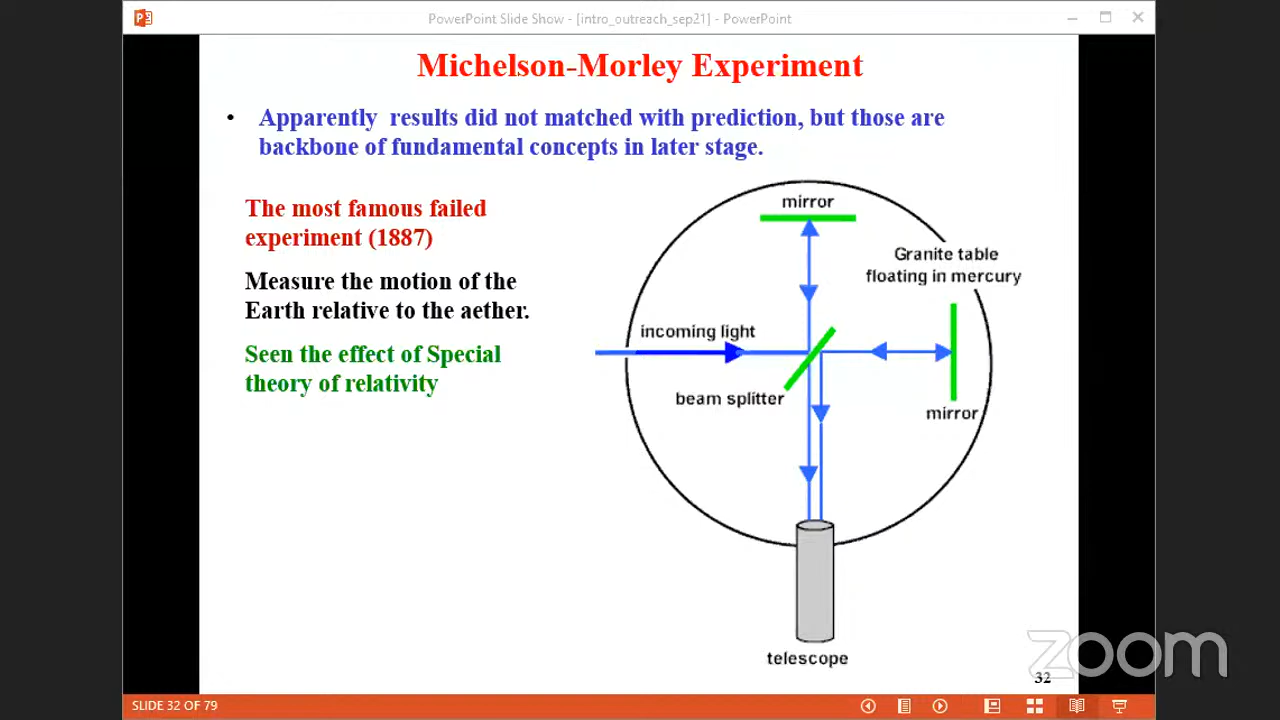 PowerPoint Slide Show - [intro_outreach_sep21] - PowerPoint
Michelson-Morley Experiment
• Apparently results did not matched with prediction, but those are
backbone of fundamental concepts in later stage.
The most famous failed
experiment (1887)
Measure the motion of the
Earth relative to the aether.
Seen the effect of Special
theory of relativity
mirror
Granite table
floating in mercury
incoming light
beam splitter
mirror
telescope
zoom
32
SLIDE 32 OF 79